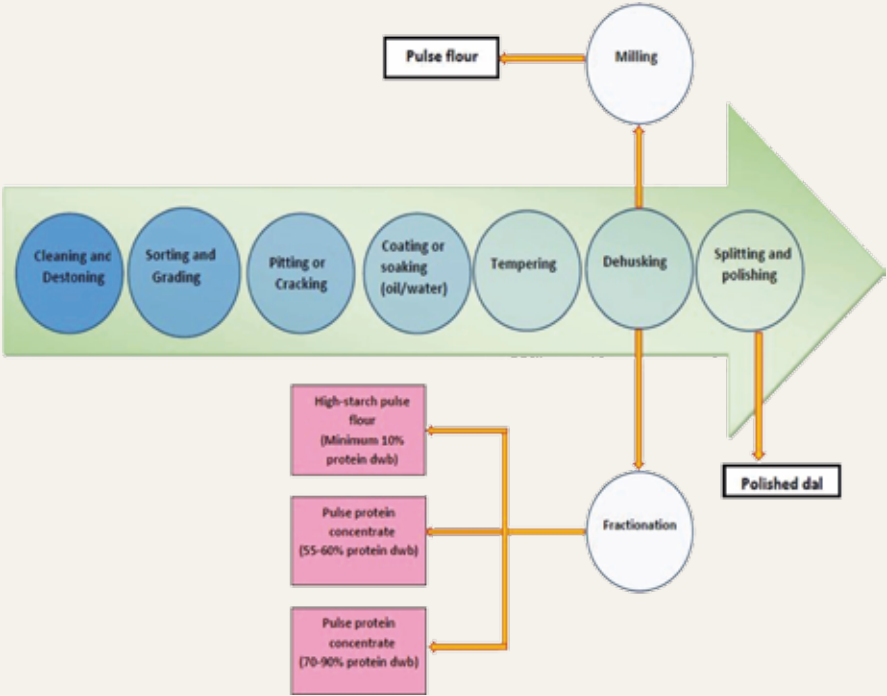 Pulse flour
Milling
Cleaning and
Destoning
Sorting and
Grading
Pitting or
Cracking
Coating or
soaking
(oil/water)
Tempering
Dehusking
Splitting and
polishing
High-starch pulse
flour
(Minimum 10%
protein dwb)
Pulse protein
concentrate
(55-60% protein dwb)
Pulse protein
concentrate
(70-90% protein dwb)
Fractionation
Polished dal